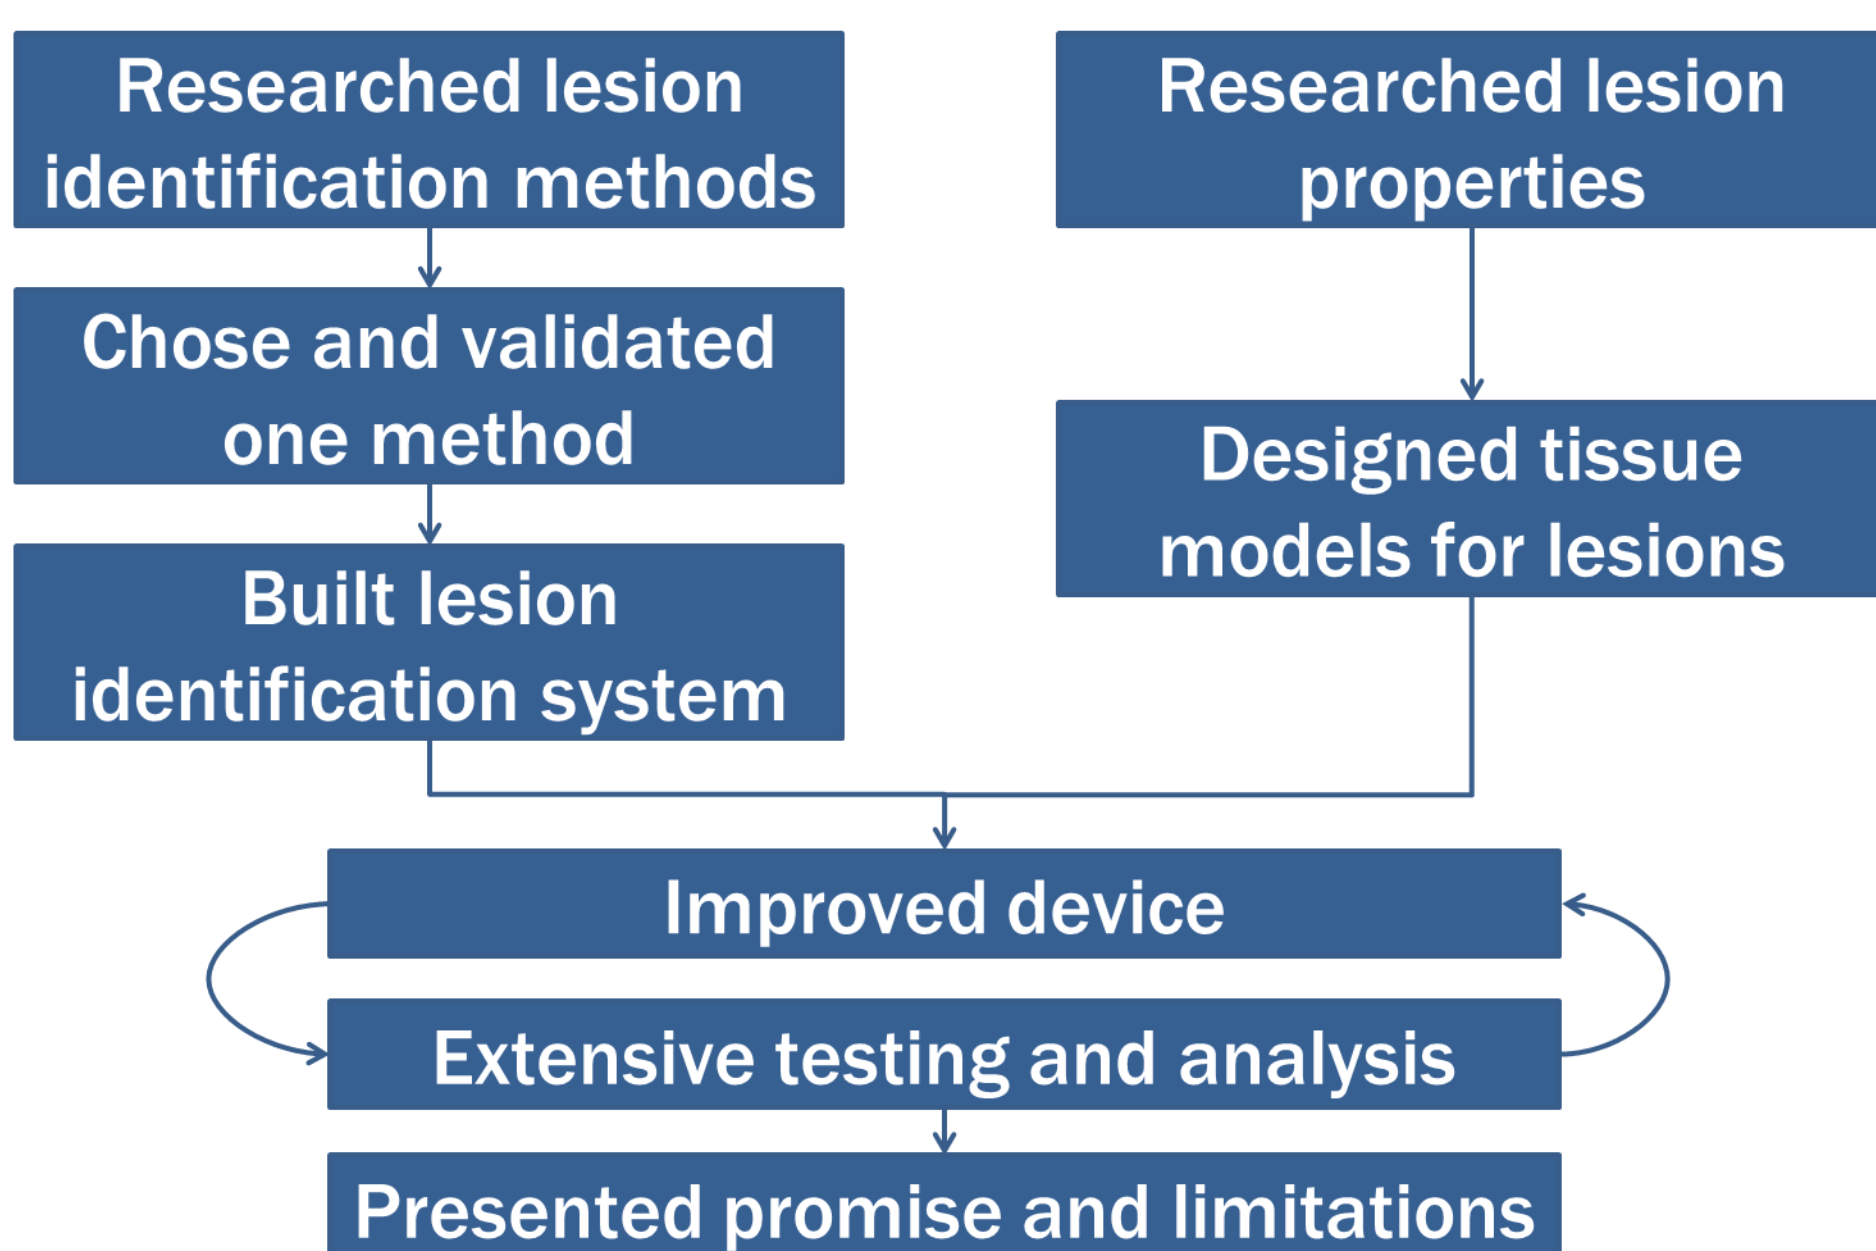 Researched lesion
identification methods
Chose and validated
one method
Built lesion
identification system
Researched lesion
properties
Designed tissue
models for lesions
Improved device
Extensive testing and analysis
Presented promise and limitations